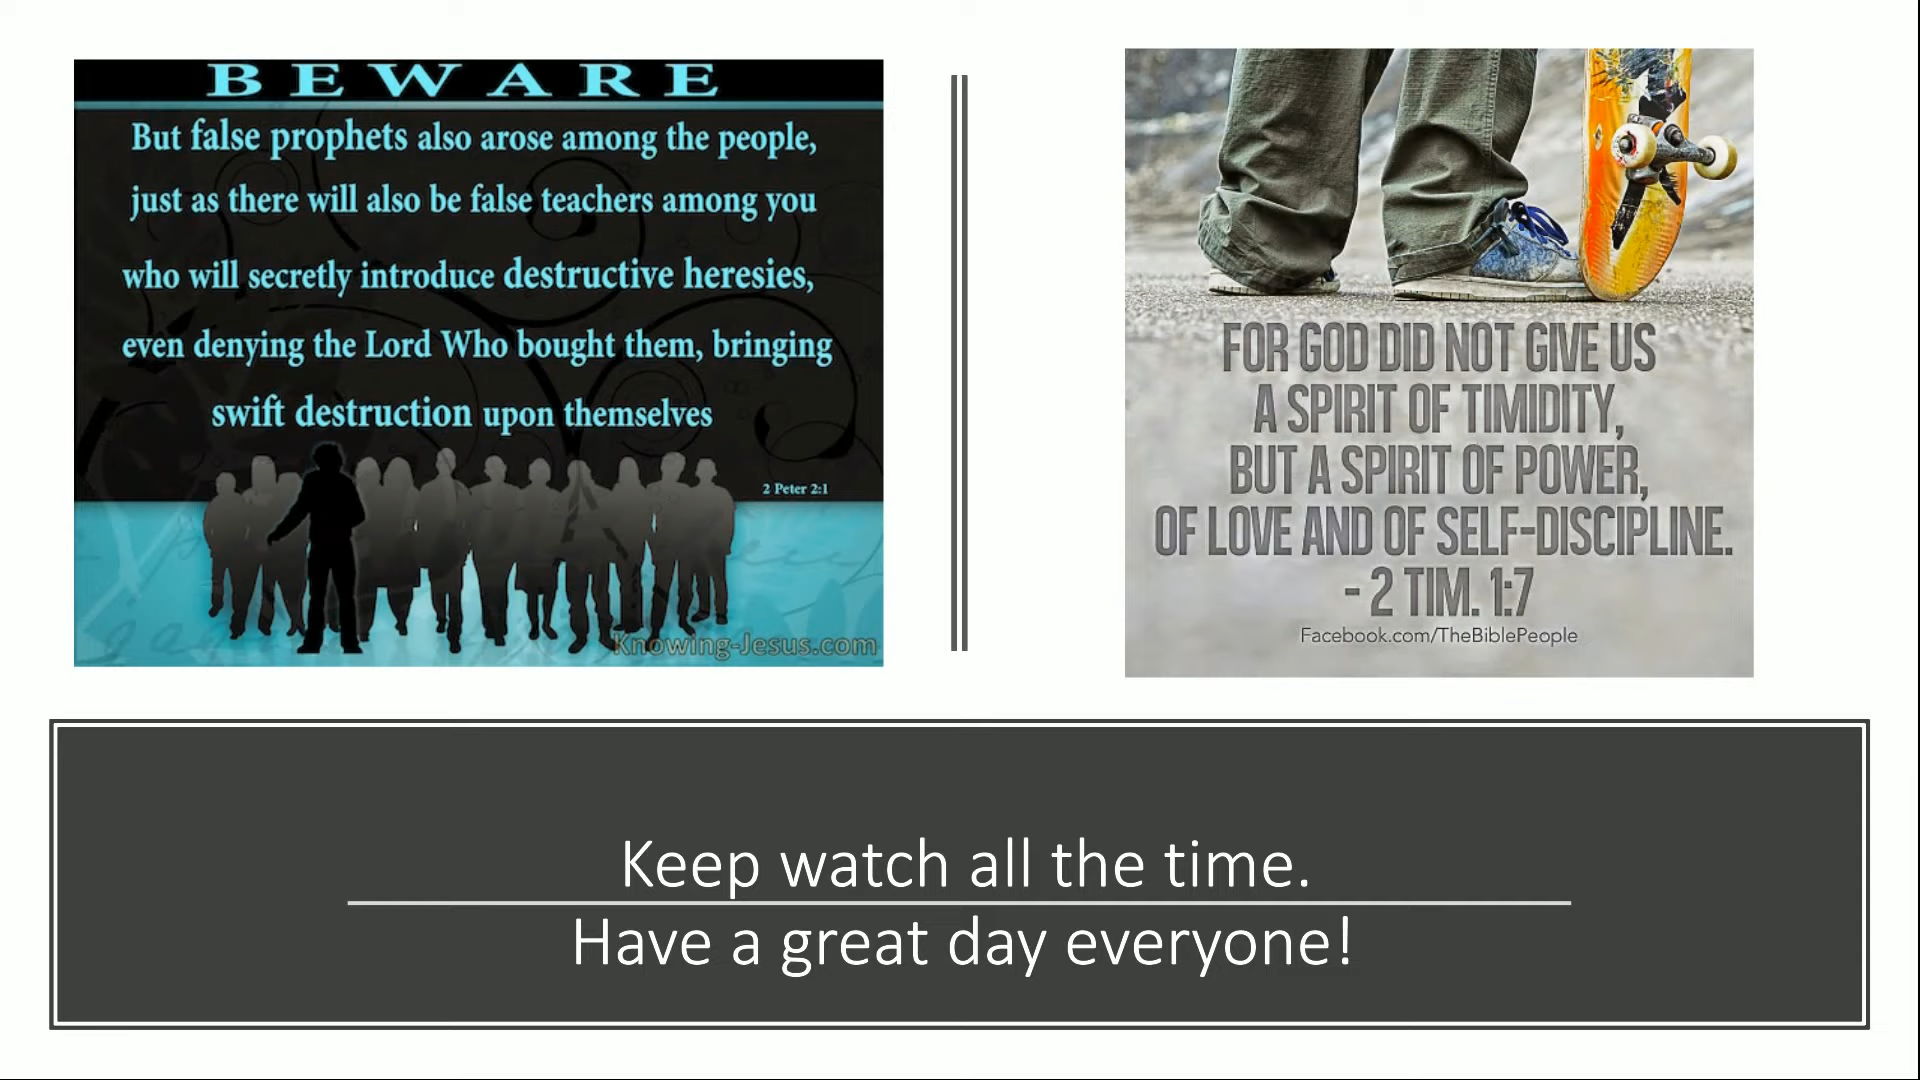 BEWARE
But false prophets also arose among the people,
just as there will also be false teachers among you
who will secretly introduce destructive heresies,
even denying the Lord Who bought them, bringing
swift destruction upon themselves
2 Peter 2:1
Knowing-Jesus.com
FOR GOD DID NOT GIVE US
A SPIRIT OF TIMIDITY,
BUT A SPIRIT OF POWER,
OF LOVE AND OF SELF-DISCIPLINE.
- 2 TIM. 1:7
Facebook.com/TheBiblePeople
Keep watch all the time.
Have a great day everyone!